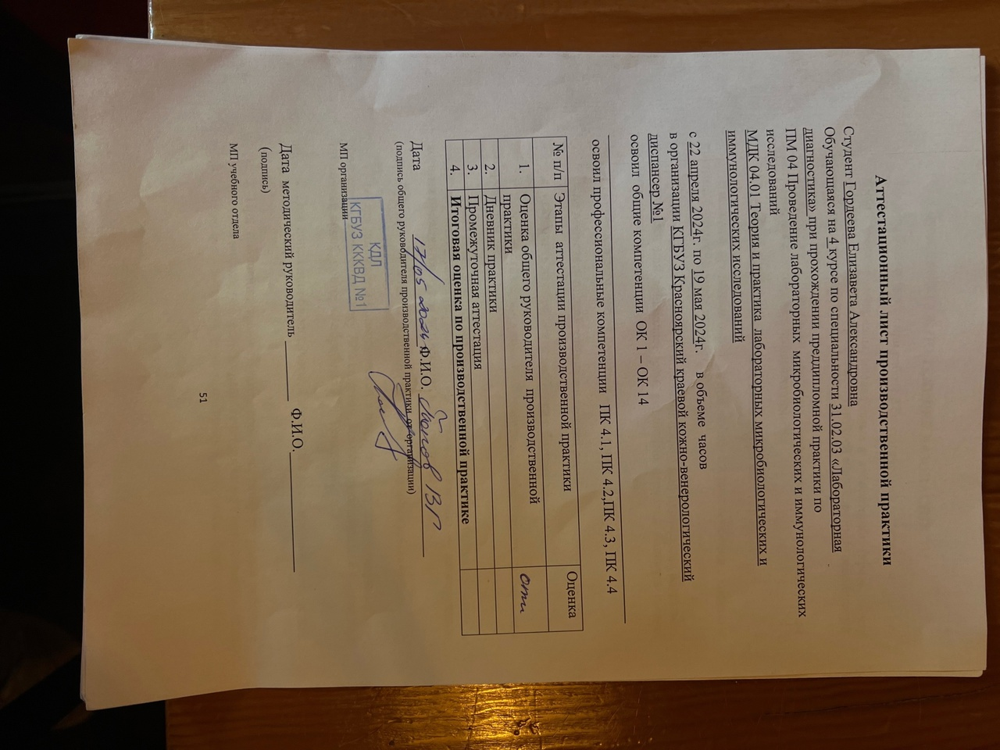 Аттестационный лист производственной практики
Студент Гордеева Елизавета Александровна
Обучающаяся на 4 курсе по специальности 31.02.03 «Лабораторная
диагностика» при прохождении преддипломной практики по
ПМ 04 Проведение лабораторных микробиологических и иммунологических
исследований
МДК 04.01 Теория и практика лабораторных микробиологических и
иммунологических исследований
с 22 апреля 2024г. по 19 мая 2024г. в объеме часов
в организации КГБУЗ Красноярский краевой кожно-венерологический
диспансер №1
освоил общие компетенции ОК 1 – ОК 14
освоил профессиональные компетенции ПК 4.1, ПК 4.2,ПК 4.3, ПК 4.4
№ п/п Этапы аттестации производственной практики Оценка
1. Оценка общего руководителя производственной отл
практики
2. Дневник практики
3. Промежуточная аттестация
4. Итоговая оценка по производственной практике
Дата 17/05 2024 Ф.И.О. Попов ВГ
(подпись общего руководителя производственной практики от организации)
МП организации
КДЛ
КГБУЗ ККВД №1
Дата методический руководитель Ф.И.О.
(подпись)
МП учебного отдела
51